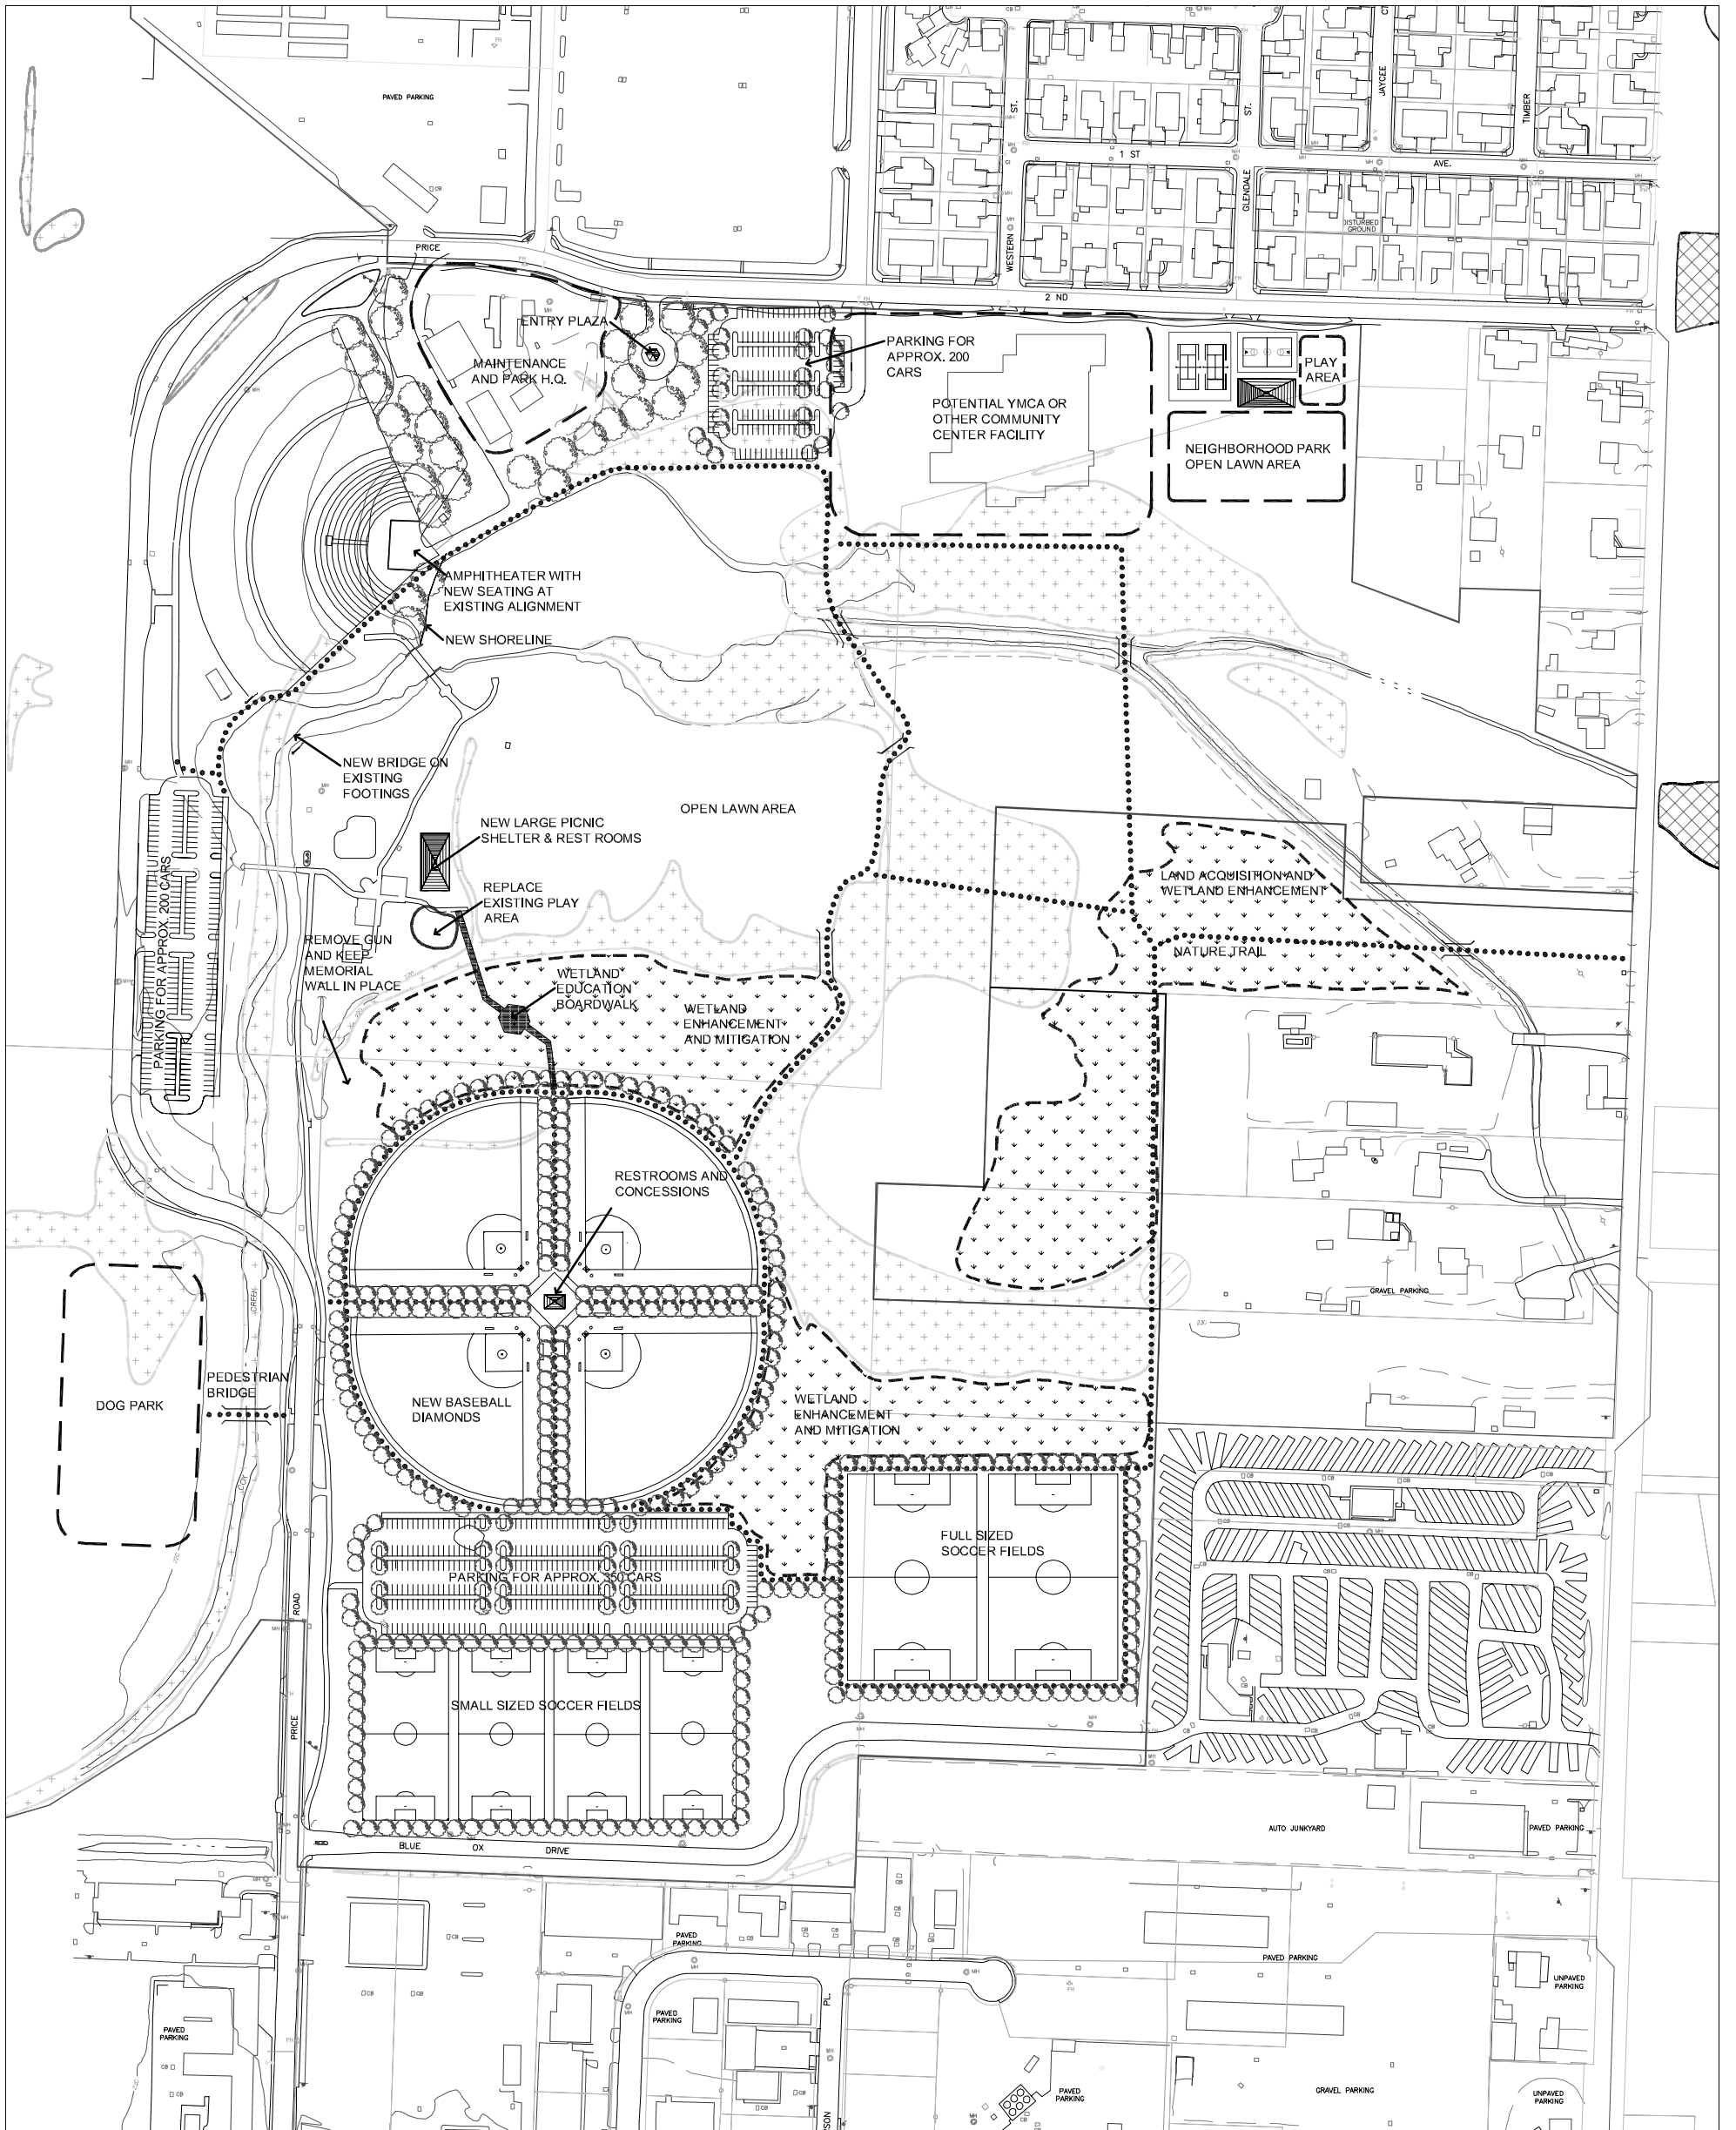 PAVED PARKING
WESTERN
ST.
1 ST
GLENDALE
ST.
JAYCEE
CT
TIMBER
AVE.
DISTURBED
GROUND
PRICE
2 ND
ENTRY PLAZA
MAINTENANCE
AND PARK H.Q.
PARKING FOR
APPROX. 200
CARS
POTENTIAL YMCA OR
OTHER COMMUNITY
CENTER FACILITY
PLAY
AREA
NEIGHBORHOOD PARK
OPEN LAWN AREA
AMPHITHEATER WITH
NEW SEATING AT
EXISTING ALIGNMENT
NEW SHORELINE
NEW BRIDGE ON
EXISTING
FOOTINGS
OPEN LAWN AREA
NEW LARGE PICNIC
SHELTER & REST ROOMS
REPLACE
EXISTING PLAY
AREA
PARKING FOR APPROX. 200 CARS
REMOVE GUN
AND KEEP
MEMORIAL
WALL IN PLACE
WETLAND
EDUCATION
BOARDWALK
WETLAND
ENHANCEMENT
AND MITIGATION
LAND ACQUISITION AND
WETLAND ENHANCEMENT
NATURE TRAIL
RESTROOMS AND
CONCESSIONS
GRAVEL PARKING
CREEK
COX
DOG PARK
PEDESTRIAN
BRIDGE
NEW BASEBALL
DIAMONDS
WETLAND
ENHANCEMENT
AND MITIGATION
FULL SIZED
SOCCER FIELDS
PARKING FOR APPROX. 350 CARS
PRICE
ROAD
SMALL SIZED SOCCER FIELDS
BLUE OX DRIVE
AUTO JUNKYARD
PAVED PARKING
PAVED
PARKING
PAVED PARKING
UNPAVED
PARKING
PAVED
PARKING
PAVED
PARKING
PL.
SON
PAVED
PARKING
GRAVEL PARKING
UNPAVED
PARKING